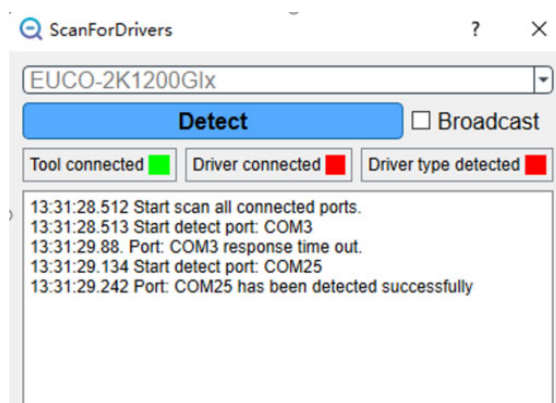 ScanForDrivers ? ×
EUCO-2K1200Glx
Detect Broadcast
Tool connected Driver connected Driver type detected
13:31:28.512 Start scan all connected ports.
13:31:28.513 Start detect port: COM3
13:31:29.88. Port: COM3 response time out.
13:31:29.134 Start detect port: COM25
13:31:29.242 Port: COM25 has been detected successfully